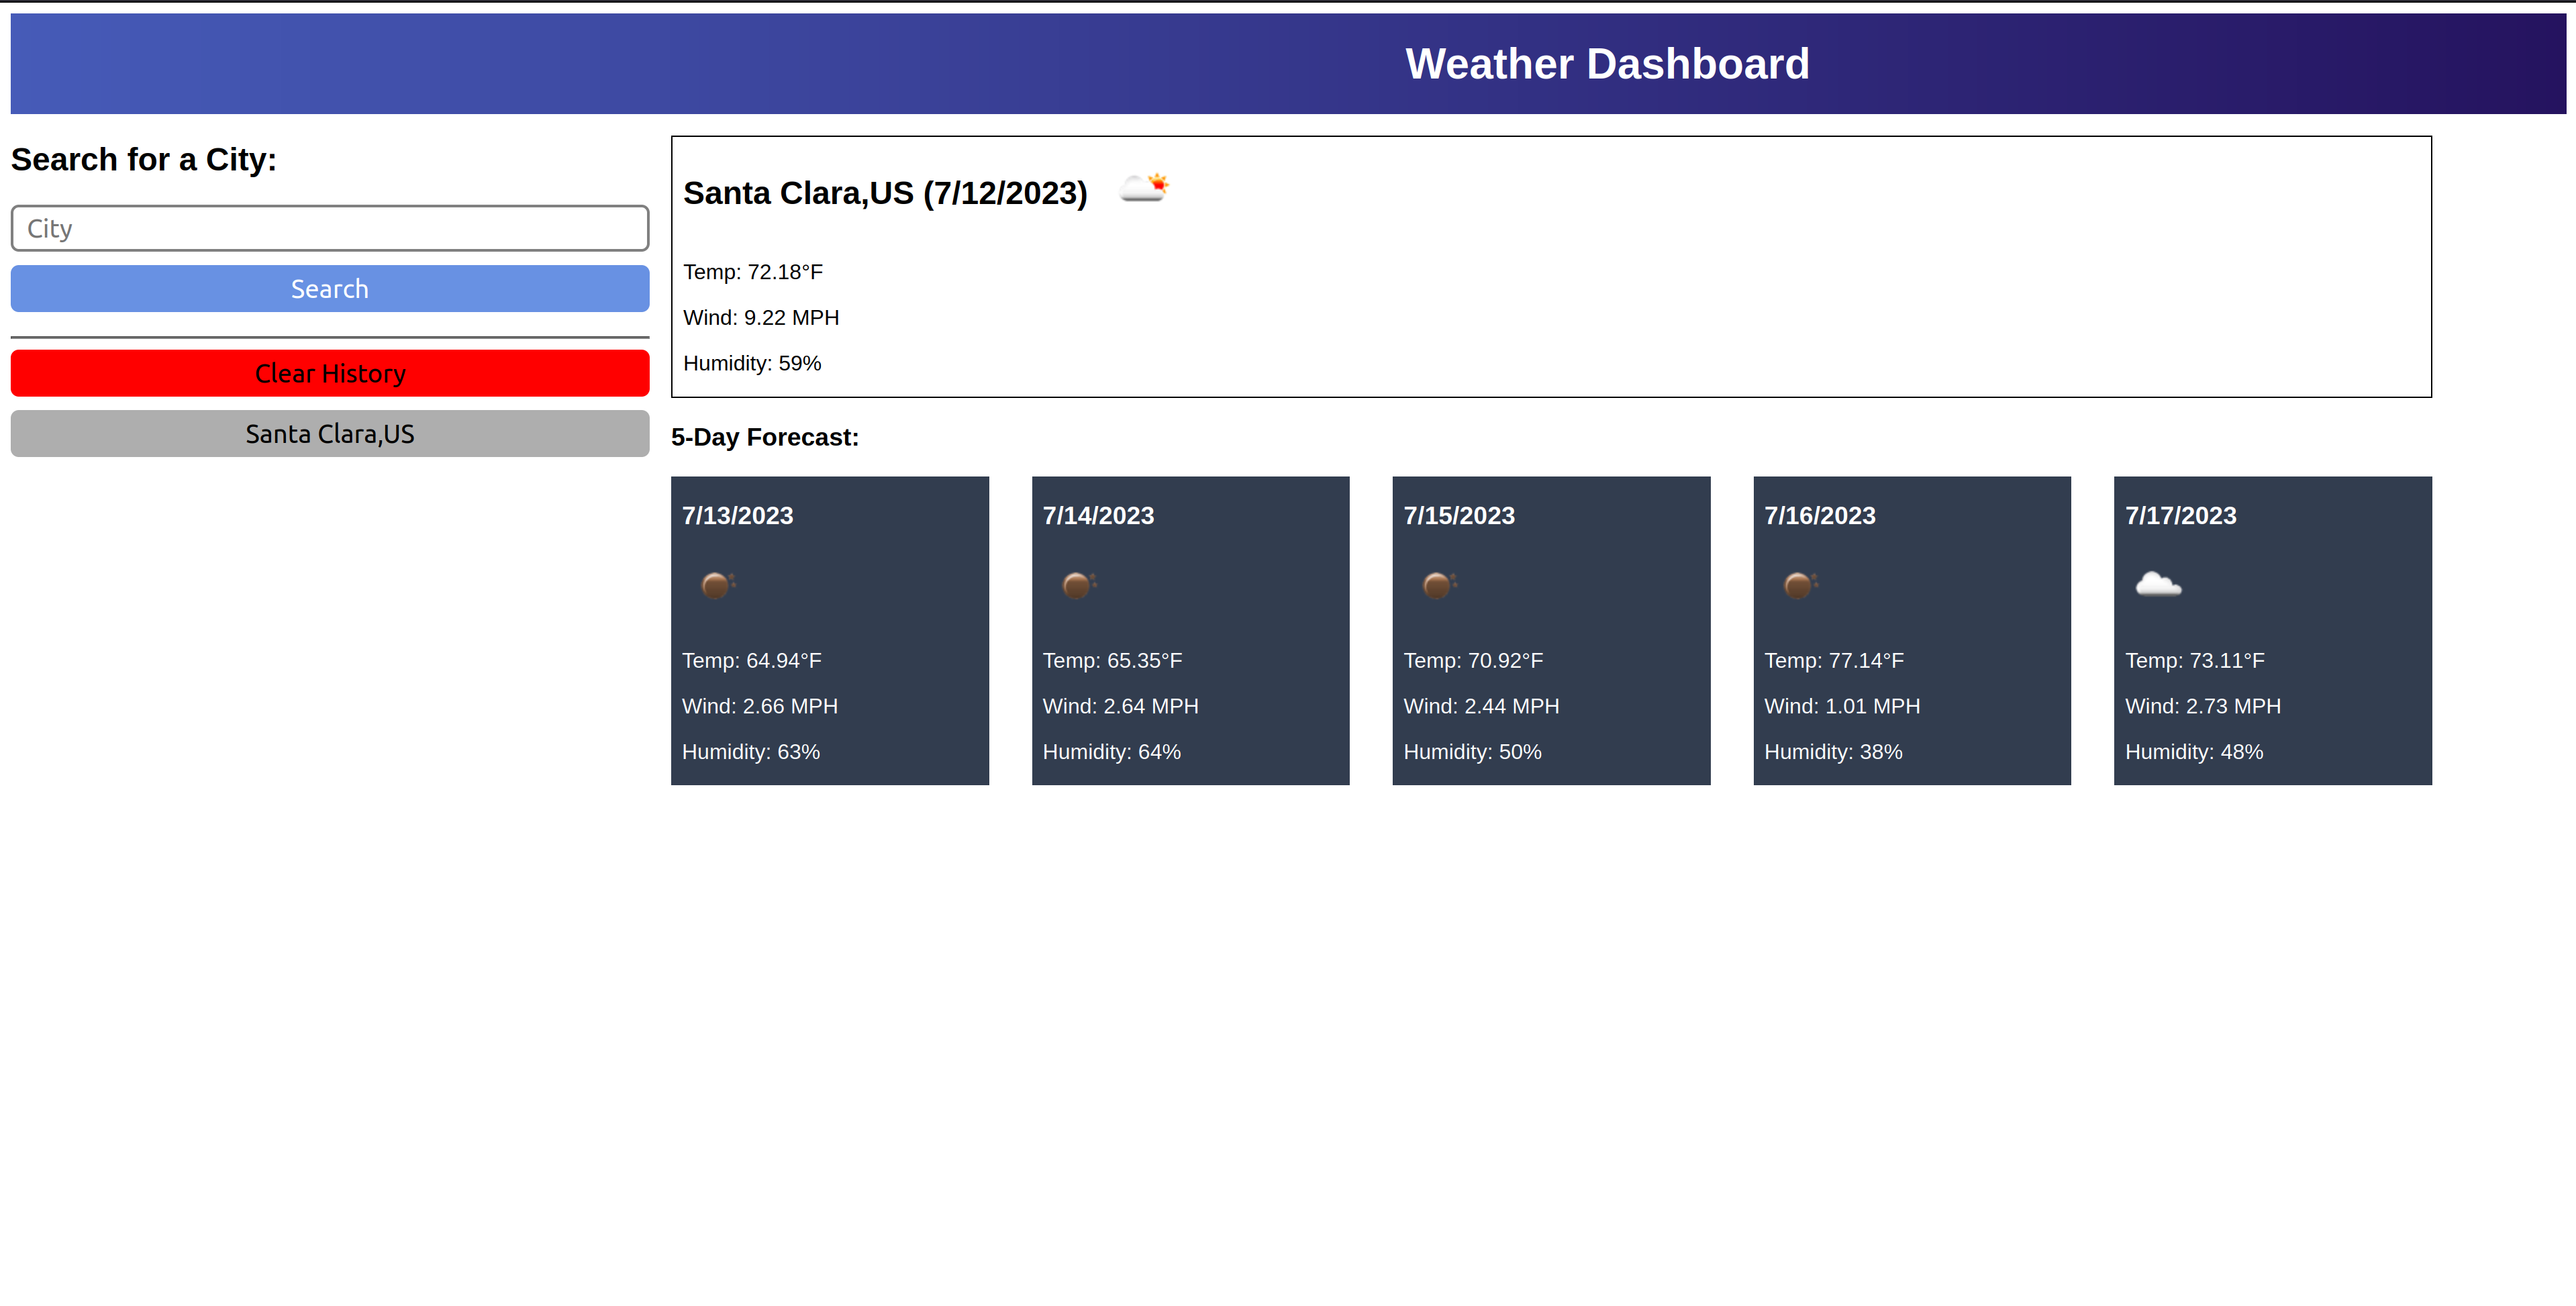 Weather Dashboard
Search for a City:
City
Search
Clear History
Santa Clara,US
Santa Clara,US (7/12/2023)
Temp: 72.18°F
Wind: 9.22 MPH
Humidity: 59%
5-Day Forecast:
7/13/2023
Temp: 64.94°F
Wind: 2.66 MPH
Humidity: 63%
7/14/2023
Temp: 65.35°F
Wind: 2.64 MPH
Humidity: 64%
7/15/2023
Temp: 70.92°F
Wind: 2.44 MPH
Humidity: 50%
7/16/2023
Temp: 77.14°F
Wind: 1.01 MPH
Humidity: 38%
7/17/2023
Temp: 73.11°F
Wind: 2.73 MPH
Humidity: 48%